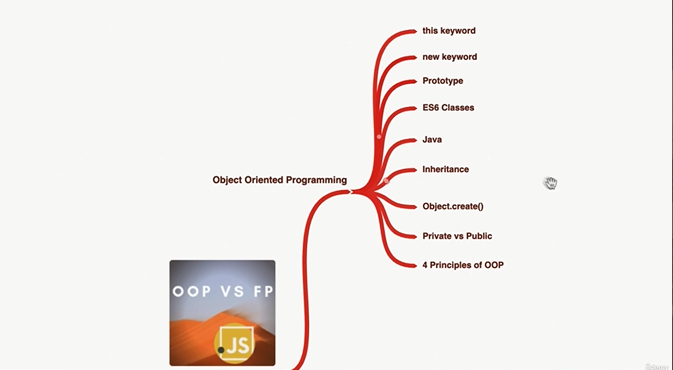 this keyword
new keyword
Prototype
ES6 Classes
Java
Inheritance
Object Oriented Programming
Object.create()
Private vs Public
4 Principles of OOP
OOP VS FP
JS